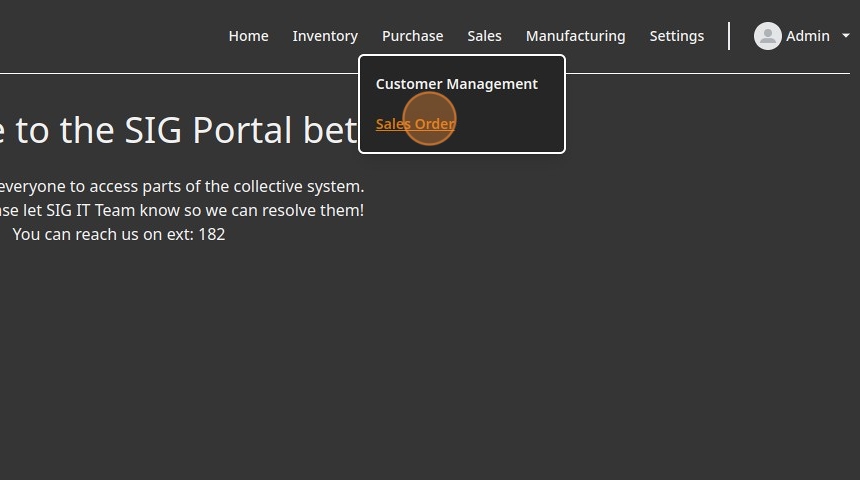 Home Inventory Purchase Sales Manufacturing Settings Admin
Customer Management
Sales Order
to the SIG Portal bet
everyone to access parts of the collective system.
let SIG IT Team know so we can resolve them!
You can reach us on ext: 182